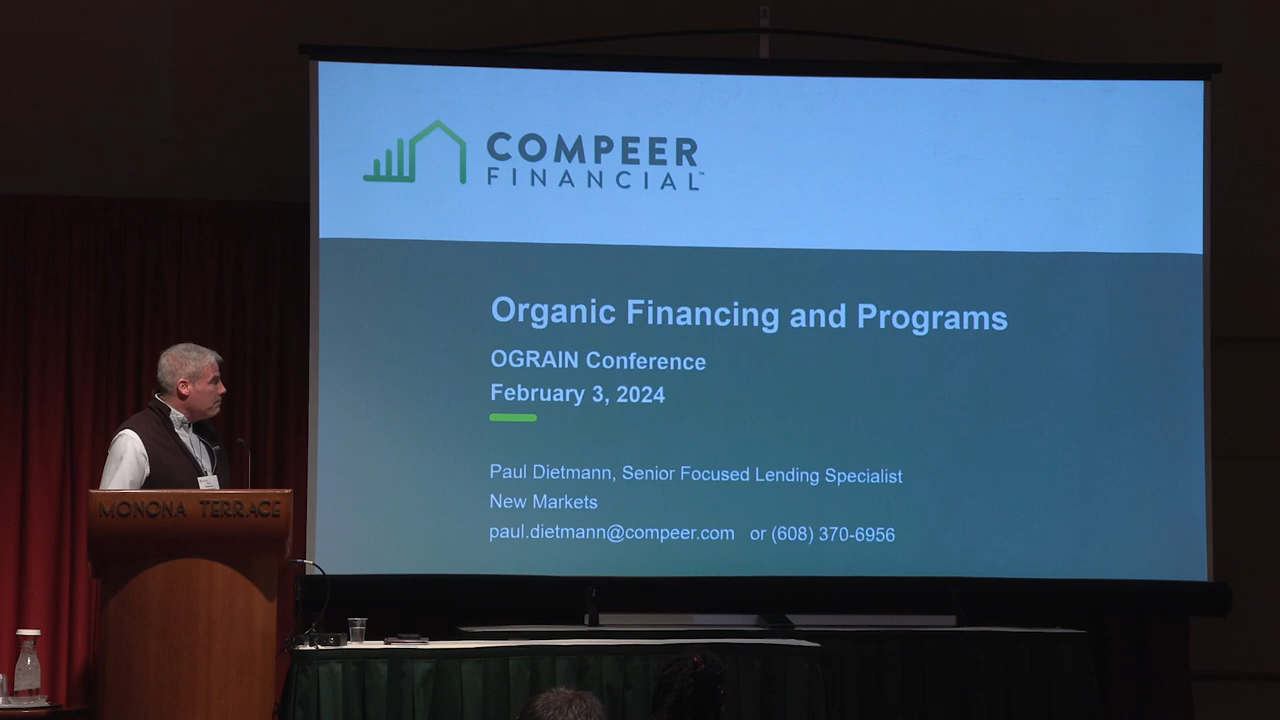 COMPEER
FINANCIAL™
Organic Financing and Programs
OGRAIN Conference
February 3, 2024
Paul Dietmann, Senior Focused Lending Specialist
New Markets
paul.dietmann@compeer.com or (608) 370-6956
MONONA TERRACE